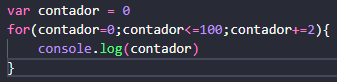 var contador = 0
for(contador=0;contador<=100;contador+=2){
    console.log(contador)
}